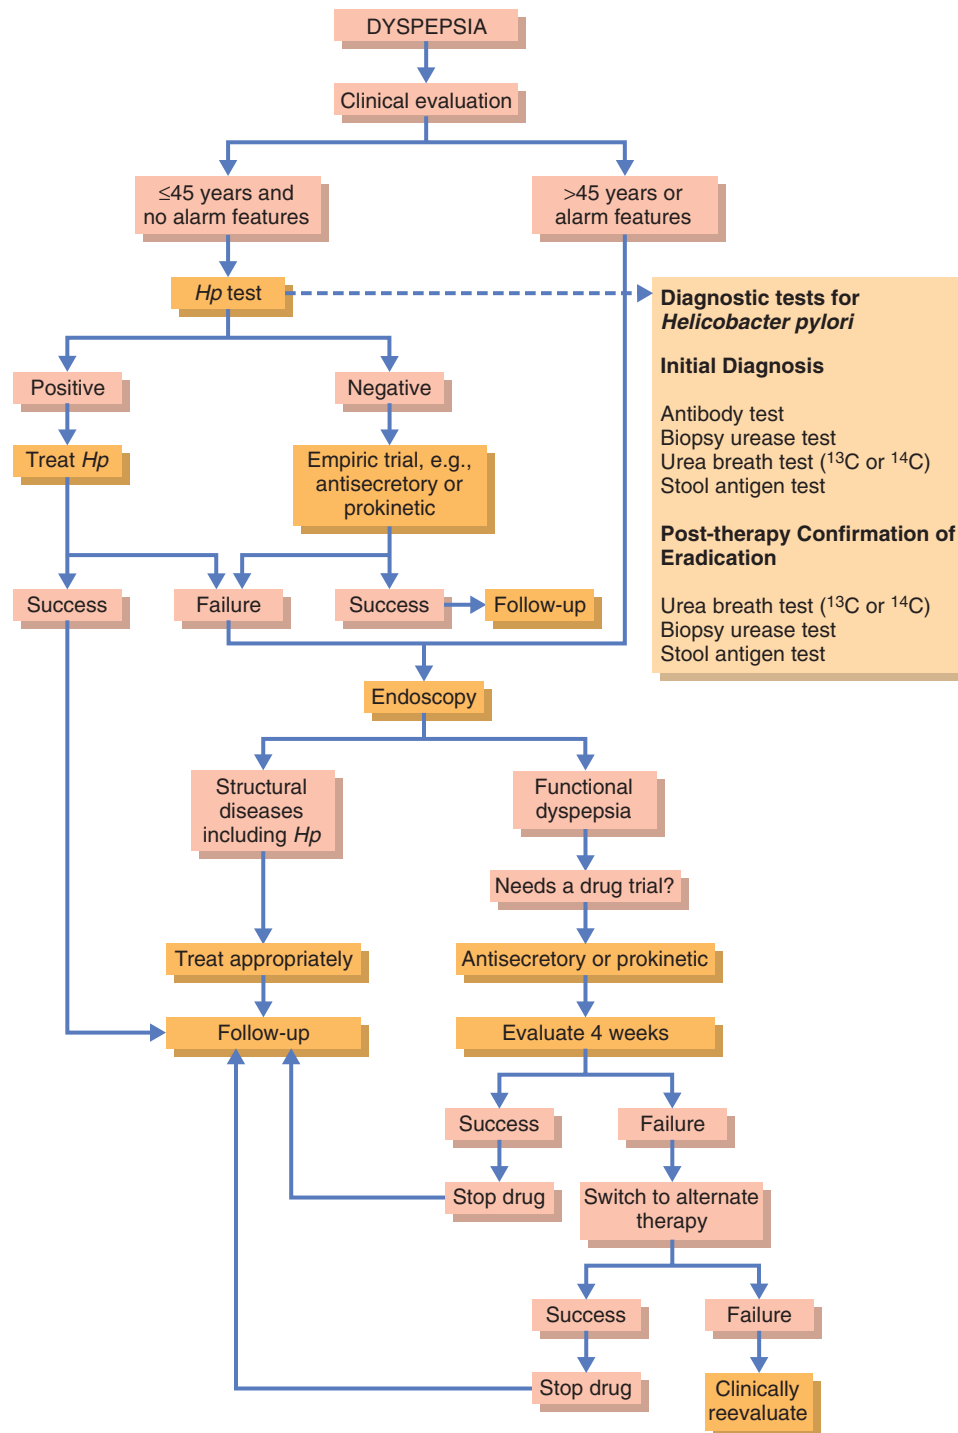 DYSPEPSIA
Clinical evaluation
≤45 years and
no alarm features
>45 years or
alarm features
Hp test
Diagnostic tests for
Helicobacter pylori
Initial Diagnosis
Antibody test
Biopsy urease test
Urea breath test (¹³C or ¹⁴C)
Stool antigen test
Post-therapy Confirmation of
Eradication
Urea breath test (¹³C or ¹⁴C)
Biopsy urease test
Stool antigen test
Positive
Negative
Treat Hp
Empiric trial, e.g.,
antisecretory or
prokinetic
Success
Failure
Success
Follow-up
Endoscopy
Structural
diseases
including Hp
Functional
dyspepsia
Needs a drug trial?
Treat appropriately
Antisecretory or prokinetic
Follow-up
Evaluate 4 weeks
Success
Failure
Stop drug
Switch to alternate
therapy
Success
Failure
Stop drug
Clinically
reevaluate